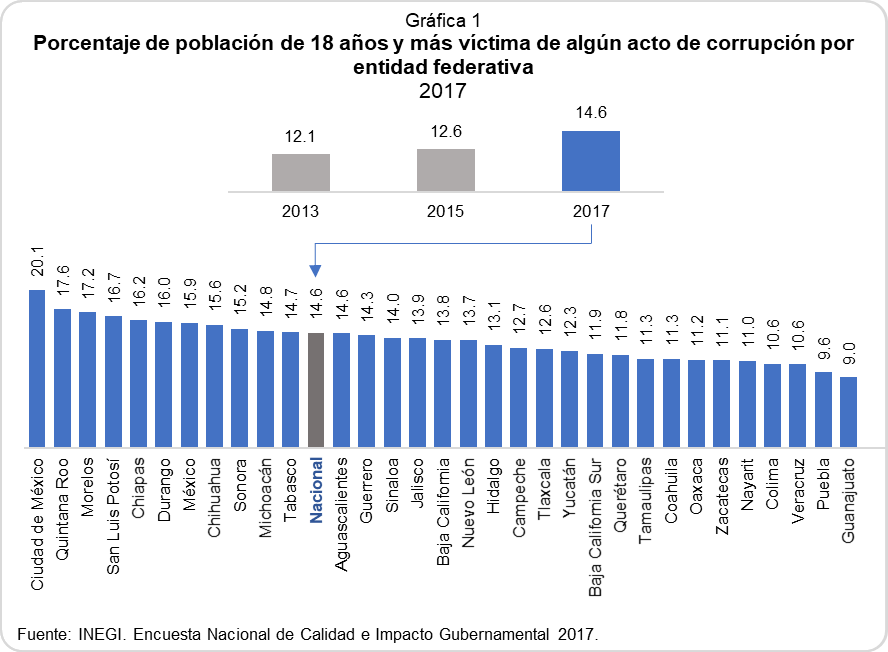 Gráfica 1
Porcentaje de población de 18 años y más víctima de algún acto de corrupción por
entidad federativa
2017
12.1
12.6
14.6
2013
2015
2017
20.1
17.6
17.2
16.7
16.2
16.0
15.9
15.6
15.2
14.8
14.7
14.6
14.6
14.3
14.0
13.9
13.8
13.7
13.1
12.7
12.6
12.3
11.9
11.8
11.3
11.3
11.2
11.1
11.0
10.6
10.6
9.6
9.0
Ciudad de México
Quintana Roo
Morelos
San Luis Potosí
Chiapas
Durango
México
Chihuahua
Sonora
Michoacán
Tabasco
Nacional
Aguascalientes
Guerrero
Sinaloa
Jalisco
Baja California
Nuevo León
Hidalgo
Campeche
Tlaxcala
Yucatán
Baja California Sur
Querétaro
Tamaulipas
Coahuila
Oaxaca
Zacatecas
Nayarit
Colima
Veracruz
Puebla
Guanajuato
Fuente: INEGI. Encuesta Nacional de Calidad e Impacto Gubernamental 2017.